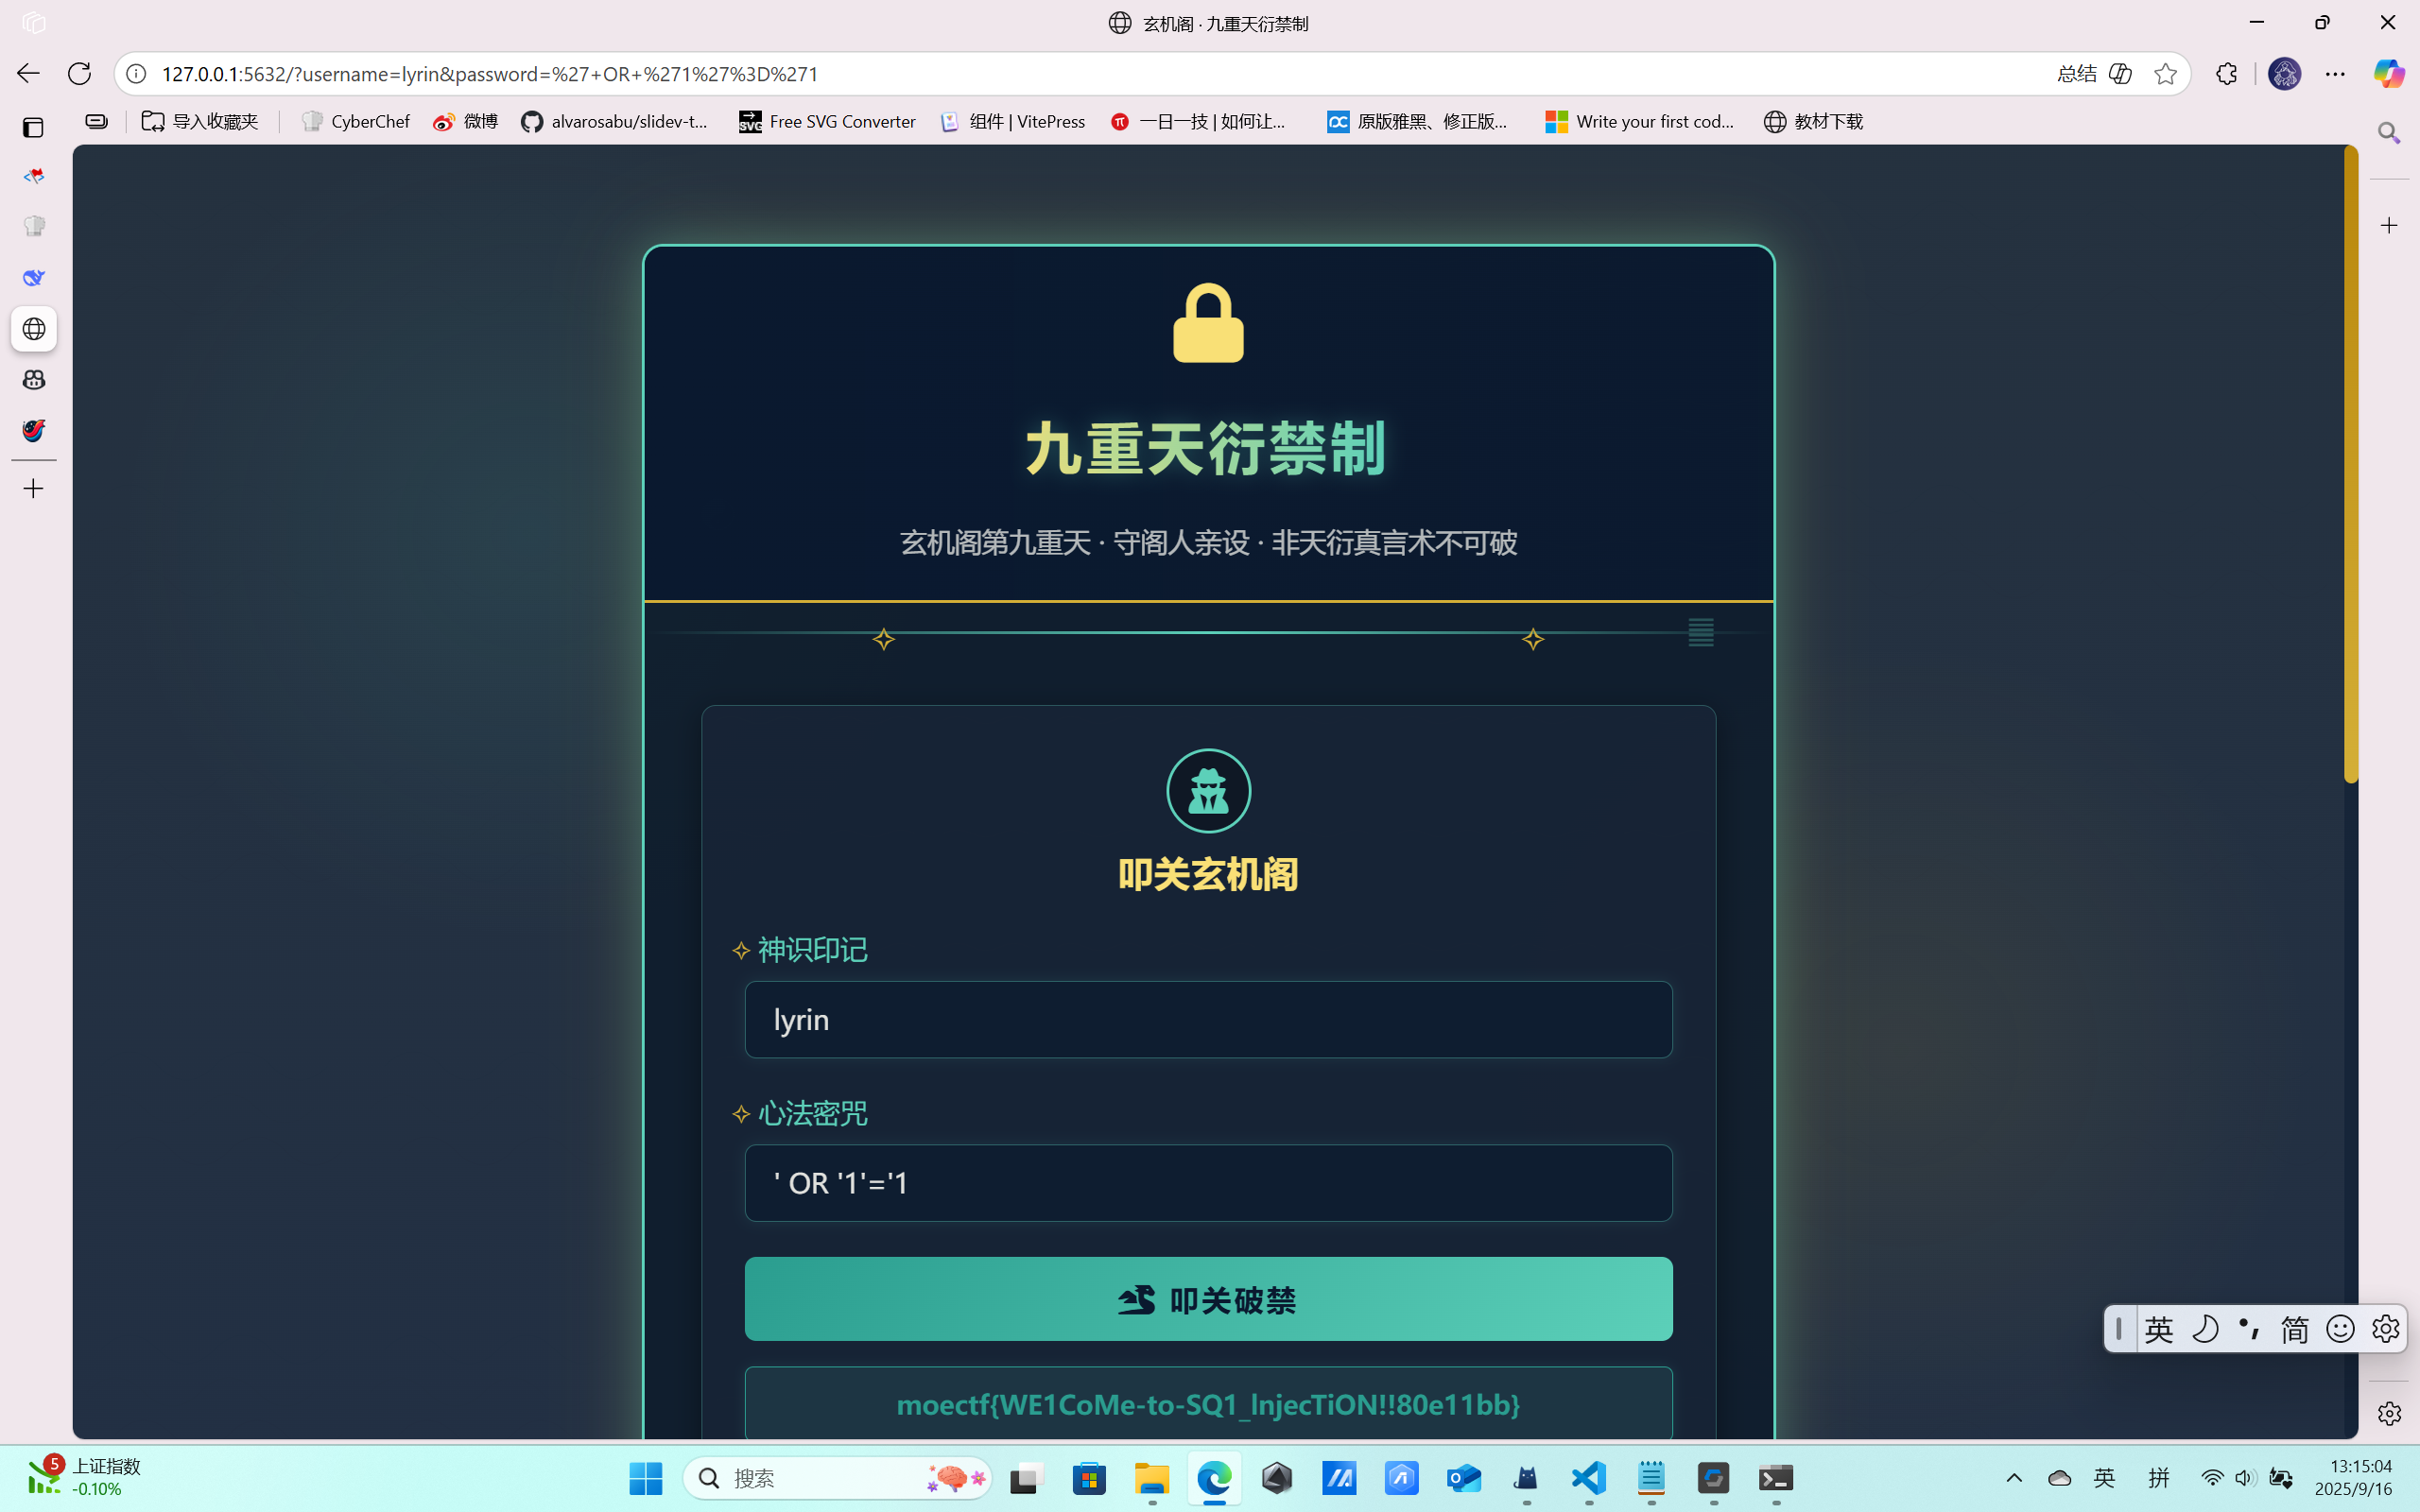 玄机阁 · 九重天衍禁制
127.0.0.1:5632/?username=lyrin&password=%27+OR+%271%27%3D%271
总结
导入收藏夹
CyberChef
微博
alvarosabu/slidev-t...
Free SVG Converter
组件 | VitePress
一日一技 | 如何让...
原版雅黑、修正版...
Write your first cod...
教材下载
九重天衍禁制
玄机阁第九重天 · 守阁人亲设 · 非天衍真言术不可破
叩关玄机阁
神识印记
lyrin
心法密咒
' OR '1'='1
叩关破禁
moectf{WE1CoMe-to-SQ1_InjecTiON!!80e11bb}
英 简
5
上证指数
-0.10%
搜索
英
拼
13:15:04
2025/9/16